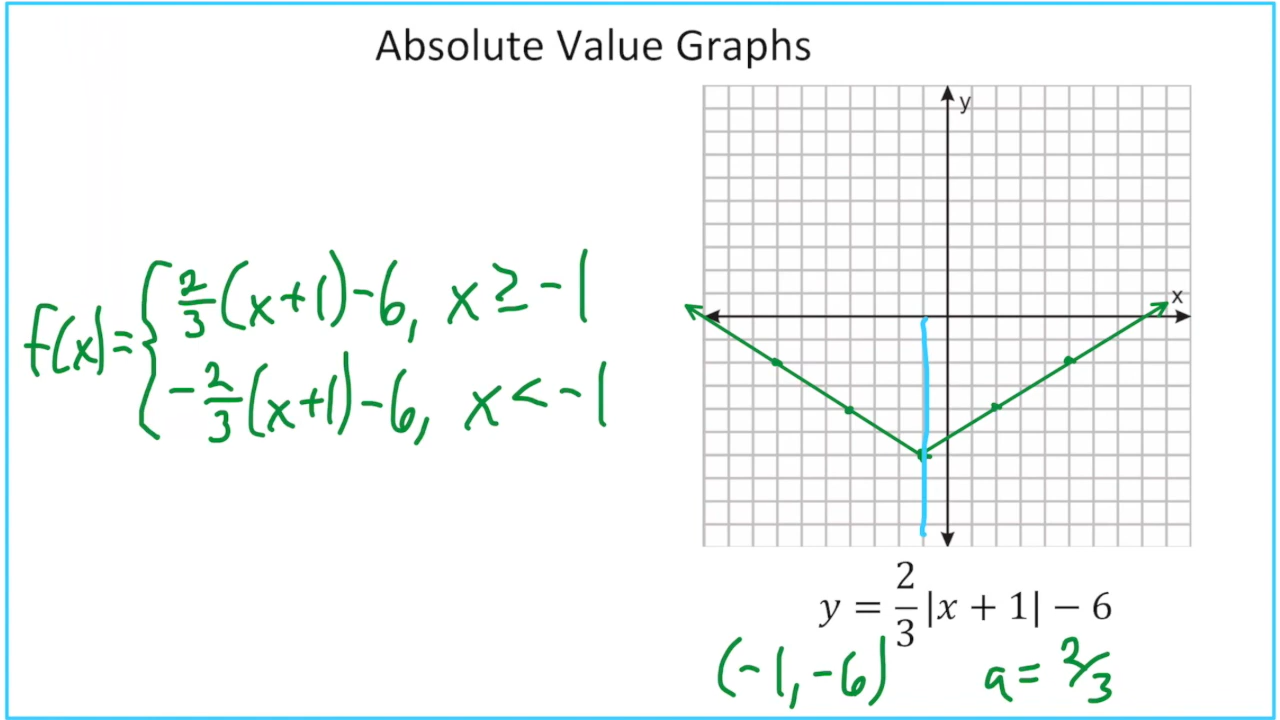 Absolute Value Graphs
y
x
f(x) = { 2/3 (x+1) - 6, x ≥ -1
-2/3 (x+1) - 6, x < -1
y = 2/3 |x + 1| − 6
(-1, -6) a = 2/3